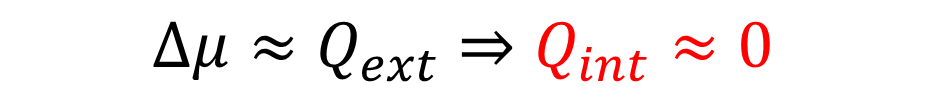 Δμ ≈ Q_ext ⇒ Q_int ≈ 0